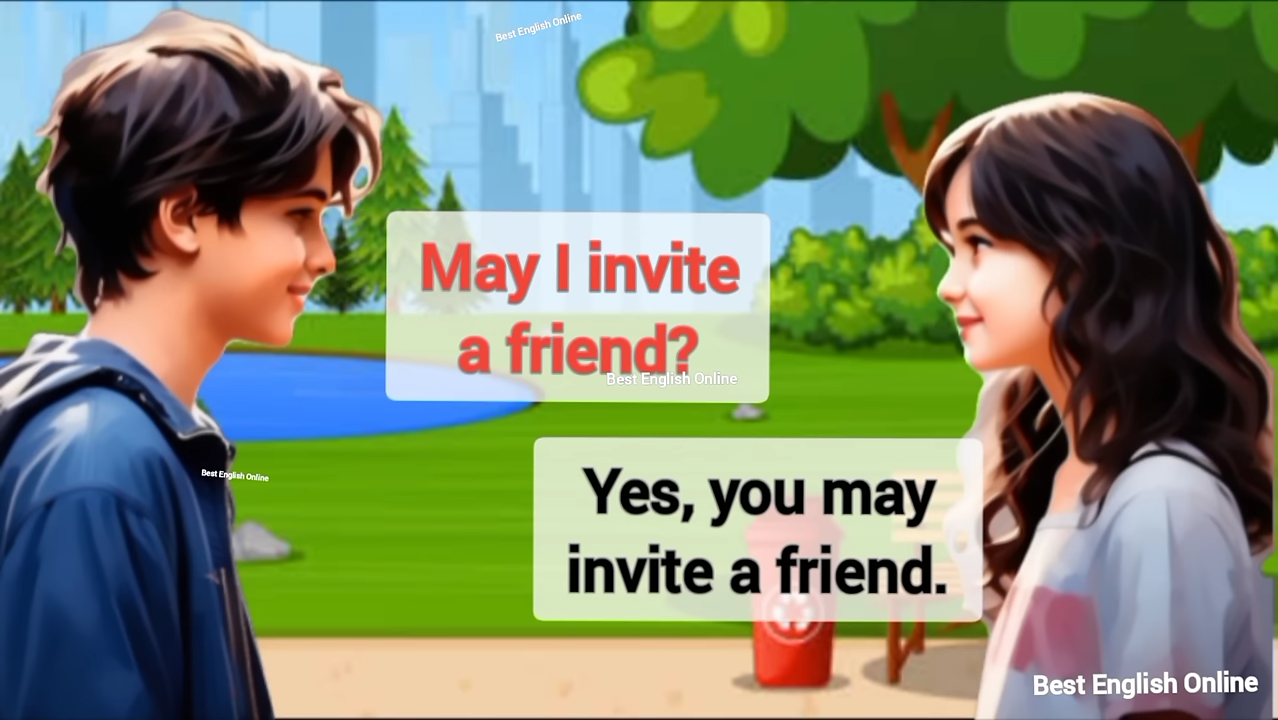 Best English Online
May I invite
a friend?
Best English Online
Best English Online
Yes, you may
invite a friend.
Best English Online